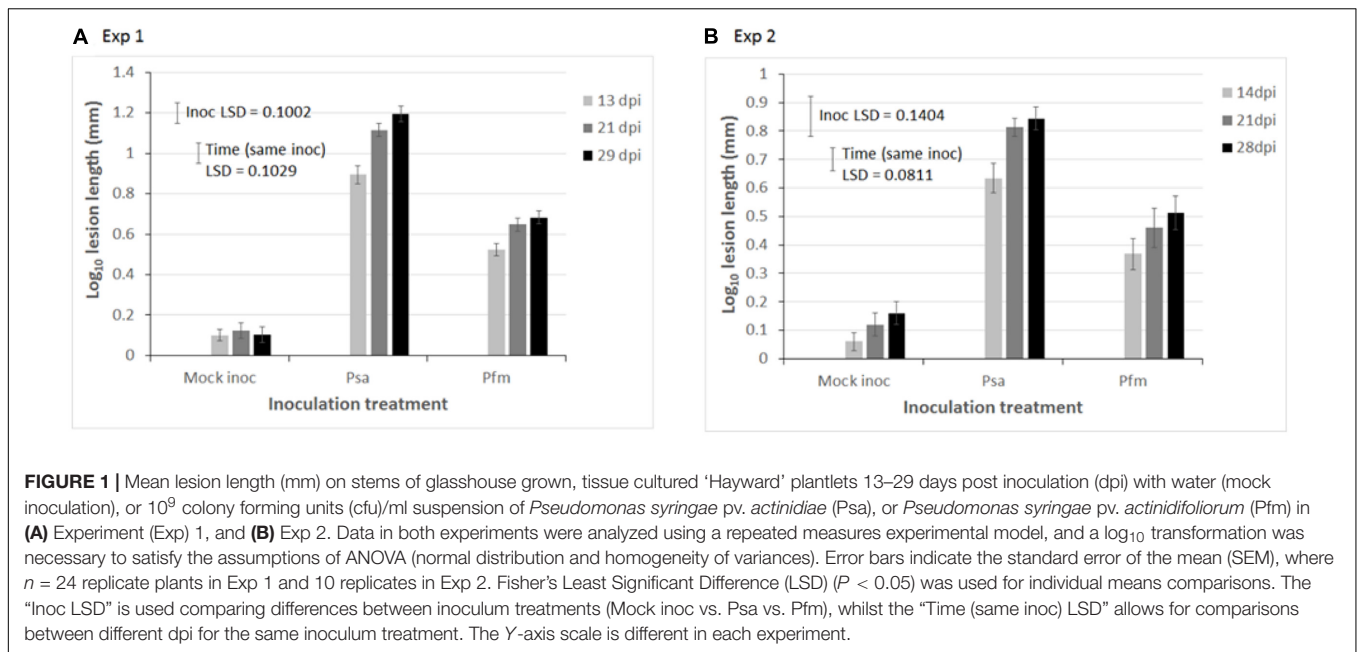 A Exp 1
1.4
1.2
1
0.8
0.6
0.4
0.2
0
Log10 lesion length (mm)
Inoc LSD = 0.1002
Time (same inoc)
LSD = 0.1029
13 dpi
21 dpi
29 dpi
Mock inoc Psa Pfm
Inoculation treatment
B Exp 2
1
0.9
0.8
0.7
0.6
0.5
0.4
0.3
0.2
0.1
0
Log10 lesion length (mm)
Inoc LSD = 0.1404
Time (same inoc)
LSD = 0.0811
14dpi
21dpi
28dpi
Mock inoc Psa Pfm
Inoculation treatment
FIGURE 1 | Mean lesion length (mm) on stems of glasshouse grown, tissue cultured ‘Hayward’ plantlets 13–29 days post inoculation (dpi) with water (mock
inoculation), or 10⁹ colony forming units (cfu)/ml suspension of Pseudomonas syringae pv. actinidiae (Psa), or Pseudomonas syringae pv. actinidifoliorum (Pfm) in
(A) Experiment (Exp) 1, and (B) Exp 2. Data in both experiments were analyzed using a repeated measures experimental model, and a log10 transformation was
necessary to satisfy the assumptions of ANOVA (normal distribution and homogeneity of variances). Error bars indicate the standard error of the mean (SEM), where
n = 24 replicate plants in Exp 1 and 10 replicates in Exp 2. Fisher’s Least Significant Difference (LSD) (P < 0.05) was used for individual means comparisons. The
“Inoc LSD” is used comparing differences between inoculum treatments (Mock inoc vs. Psa vs. Pfm), whilst the “Time (same inoc) LSD” allows for comparisons
between different dpi for the same inoculum treatment. The Y-axis scale is different in each experiment.